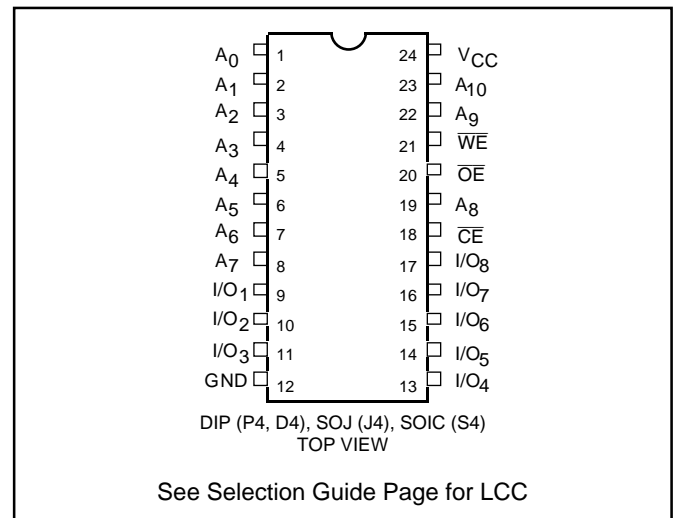 A0 1 24 VCC
A1 2 23 A10
A2 3 22 A9
A3 4 21 W̅E̅
A4 5 20 O̅E̅
A5 6 19 A8
A6 7 18 C̅E̅
A7 8 17 I/O8
I/O1 9 16 I/O7
I/O2 10 15 I/O6
I/O3 11 14 I/O5
GND 12 13 I/O4
DIP (P4, D4), SOJ (J4), SOIC (S4)
TOP VIEW
See Selection Guide Page for LCC